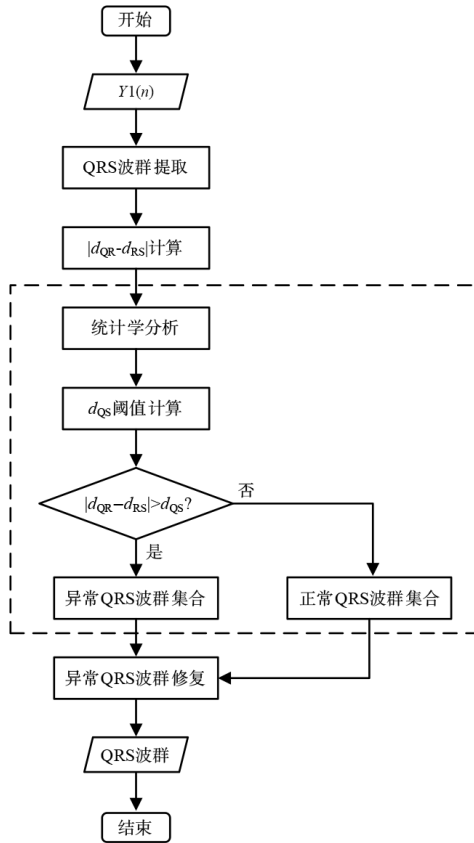 开始
Y1(n)
QRS波群提取
|dQR-dRS|计算
统计学分析
dQS阈值计算
|dQR−dRS|>dQS?
否
是
异常QRS波群集合
正常QRS波群集合
异常QRS波群修复
QRS波群
结束